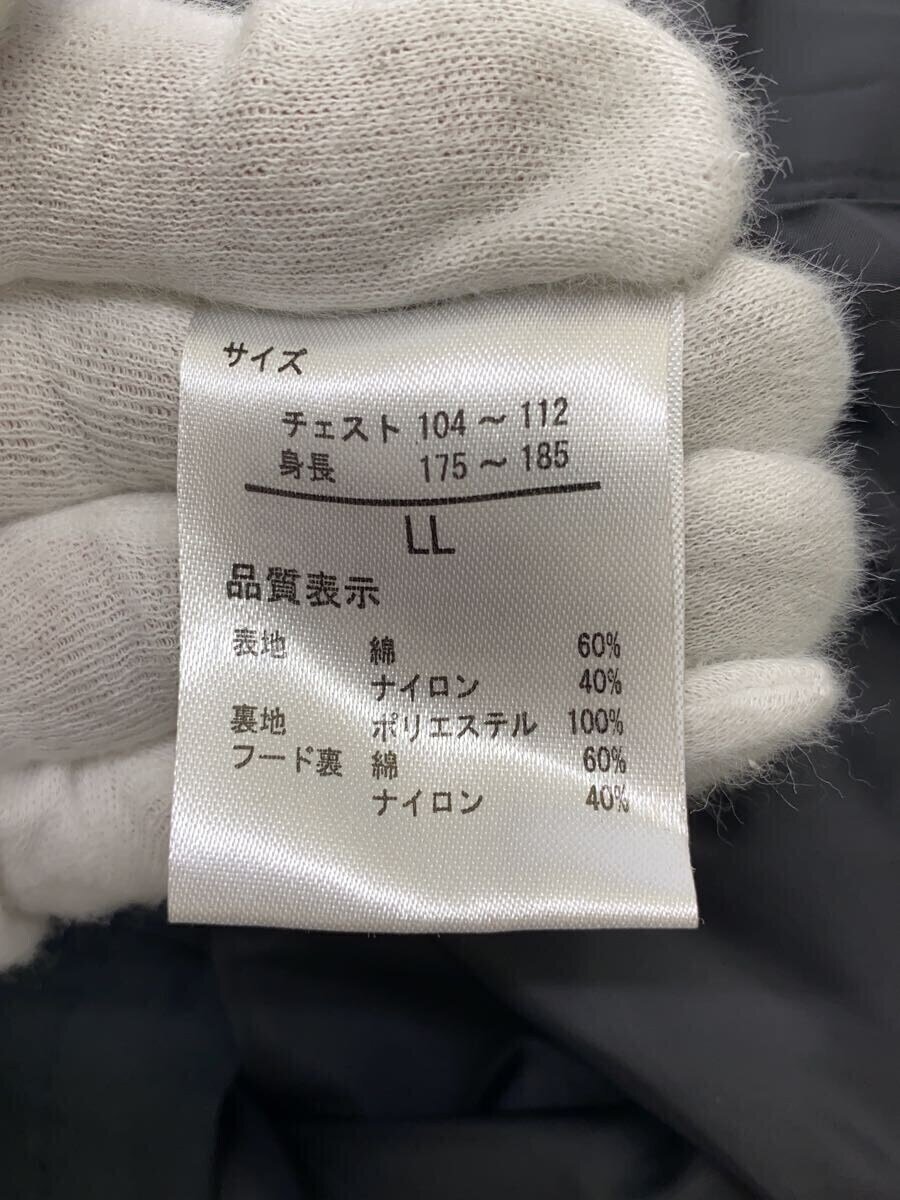 サイズ
チェスト 104～112
身長 175～185
LL
品質表示
表地 綿 60%
ナイロン 40%
裏地 ポリエステル 100%
フード裏 綿 60%
ナイロン 40%